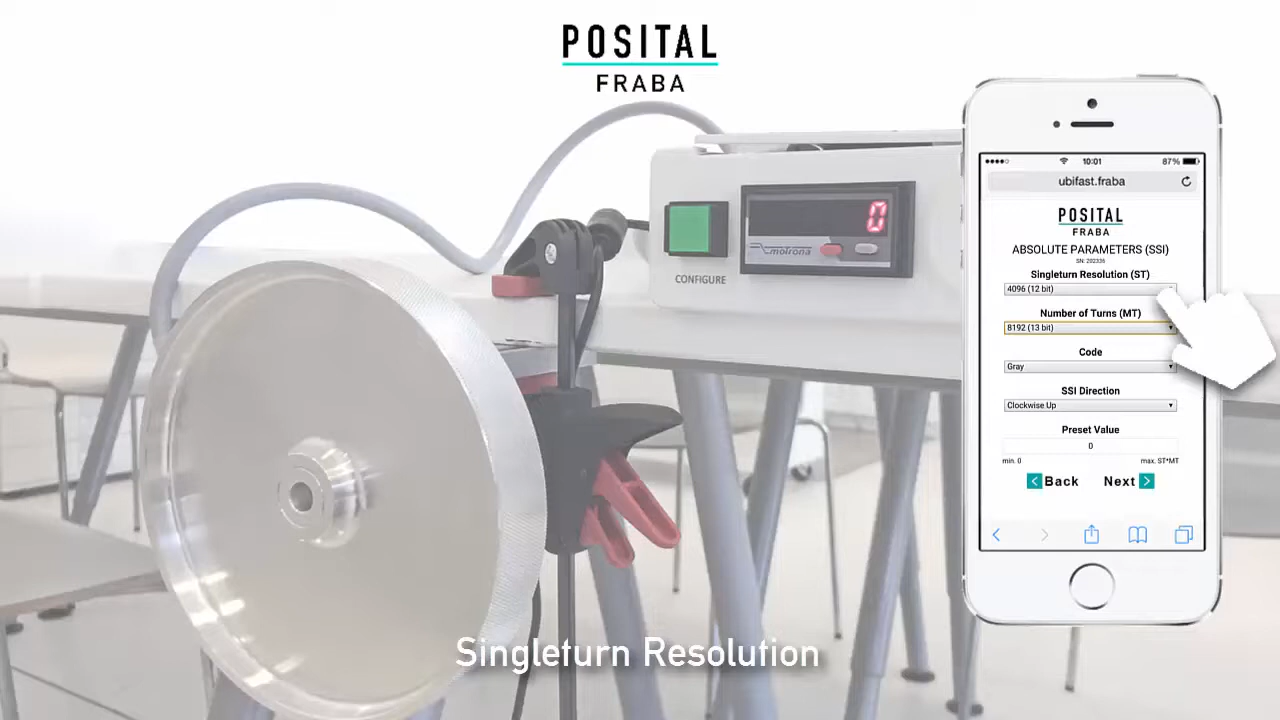 POSITAL
FRABA
0
motrona
CONFIGURE
10:01
87%
ubifast.fraba
POSITAL
FRABA
ABSOLUTE PARAMETERS (SSI)
SN: 202336
Singleturn Resolution (ST)
4096 (12 bit)
Number of Turns (MT)
8192 (13 bit)
Code
Gray
SSI Direction
Clockwise Up
Preset Value
0
min. 0 max. ST*MT
Back Next
Singleturn Resolution